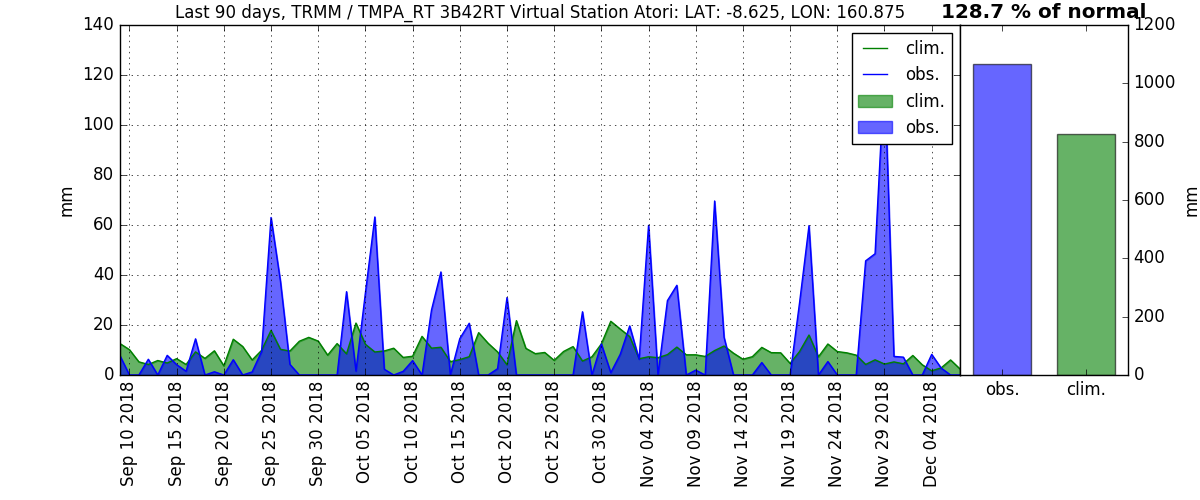 Last 90 days, TRMM / TMPA_RT 3B42RT Virtual Station Atori: LAT: -8.625, LON: 160.875
128.7 % of normal
140
120
100
80
60
40
20
0
mm
clim.
obs.
clim.
obs.
1200
1000
800
600
400
200
0
mm
Sep 10 2018
Sep 15 2018
Sep 20 2018
Sep 25 2018
Sep 30 2018
Oct 05 2018
Oct 10 2018
Oct 15 2018
Oct 20 2018
Oct 25 2018
Oct 30 2018
Nov 04 2018
Nov 09 2018
Nov 14 2018
Nov 19 2018
Nov 24 2018
Nov 29 2018
Dec 04 2018
obs.
clim.